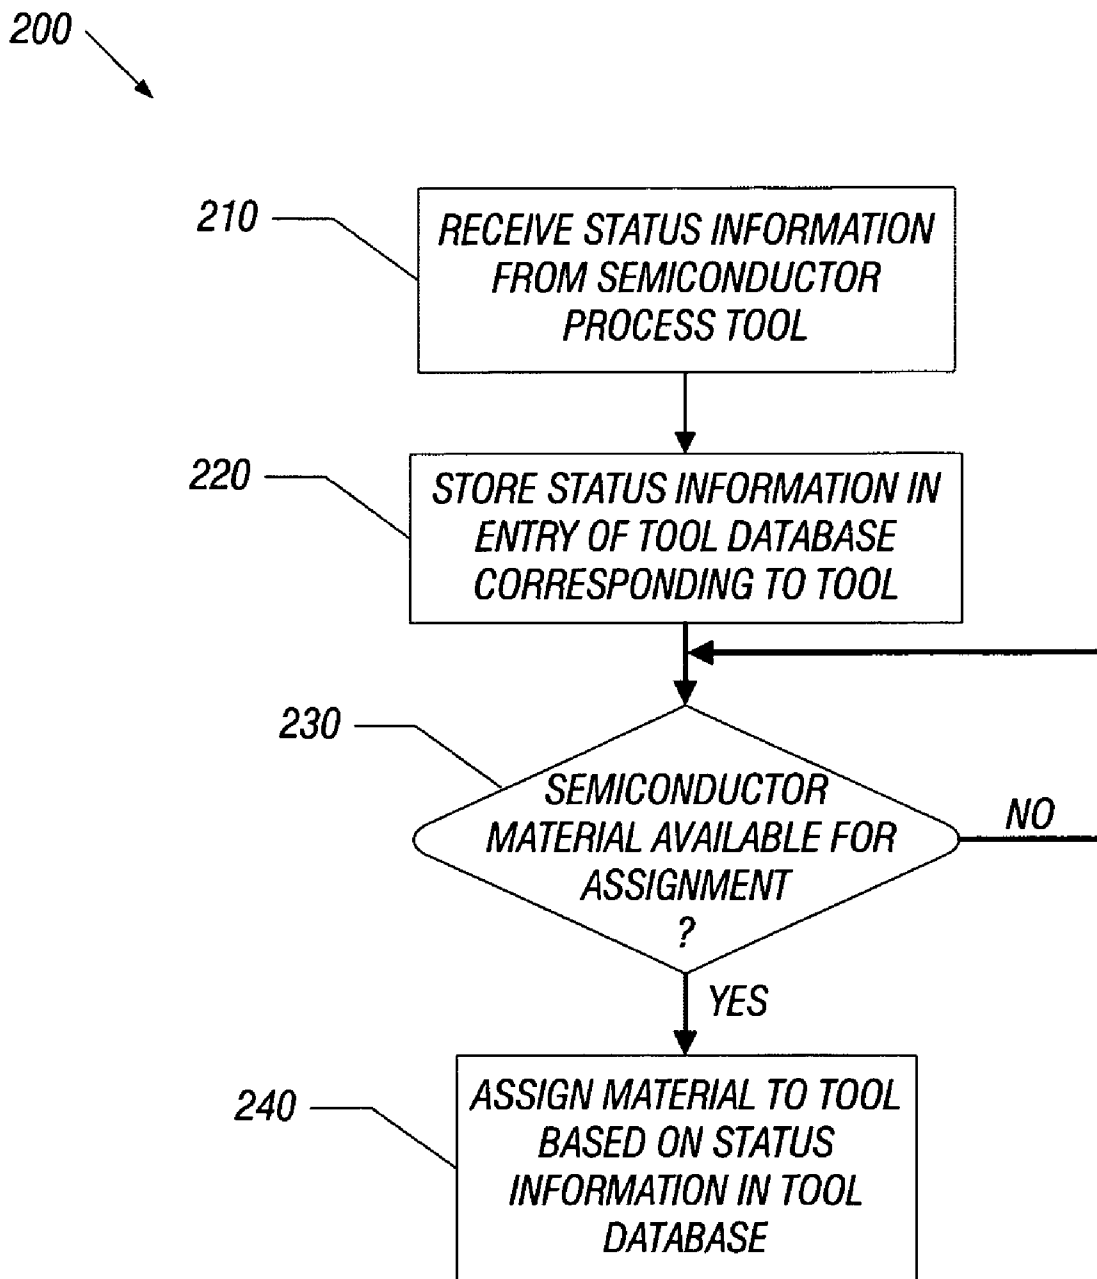 200
210
RECEIVE STATUS INFORMATION
FROM SEMICONDUCTOR
PROCESS TOOL
220
STORE STATUS INFORMATION IN
ENTRY OF TOOL DATABASE
CORRESPONDING TO TOOL
230
SEMICONDUCTOR
MATERIAL AVAILABLE FOR
ASSIGNMENT
?
NO
YES
240
ASSIGN MATERIAL TO TOOL
BASED ON STATUS
INFORMATION IN TOOL
DATABASE